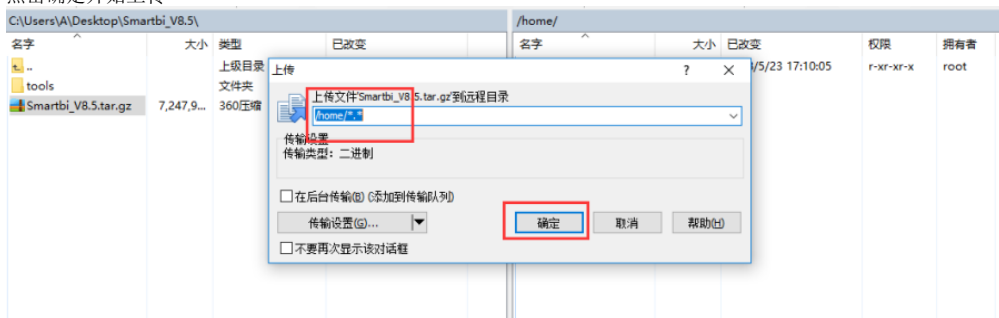 C:\Users\A\Desktop\Smartbi_V8.5\
/home/
名字 大小 类型 已改变
名字 大小 已改变 权限 拥有者
.. 上级目录
/5/23 17:10:05 r-xr-xr-x root
tools 文件夹
Smartbi_V8.5.tar.gz 7,247,9... 360压缩
上传 ?
上传文件'Smartbi_V8.5.tar.gz'到远程目录
/home/*.*
传输设置
传输类型：二进制
在后台传输(B) (添加到传输队列)
传输设置(G)...
确定 取消 帮助(H)
不要再次显示该对话框